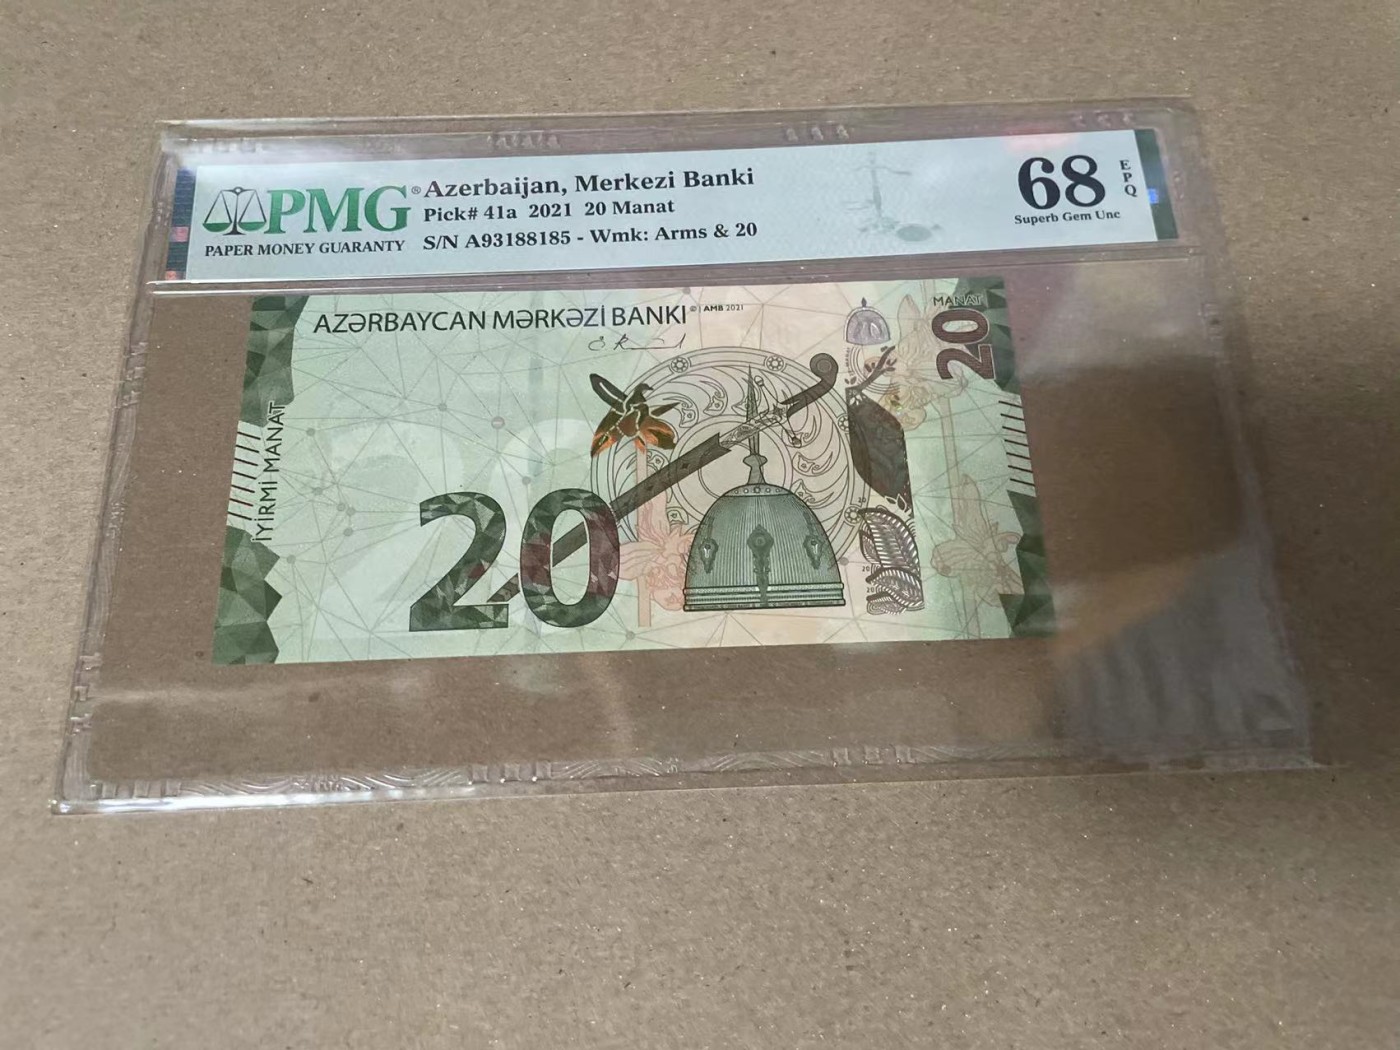 PMG®
PAPER MONEY GUARANTY
Azerbaijan, Merkezi Banki
Pick# 41a 2021 20 Manat
S/N A93188185 - Wmk: Arms & 20
68
EPQ
Superb Gem Unc
AZƏRBAYCAN MƏRKƏZİ BANKI
© AMB 2021
MANAT
20
İYİRMİ MANAT
20